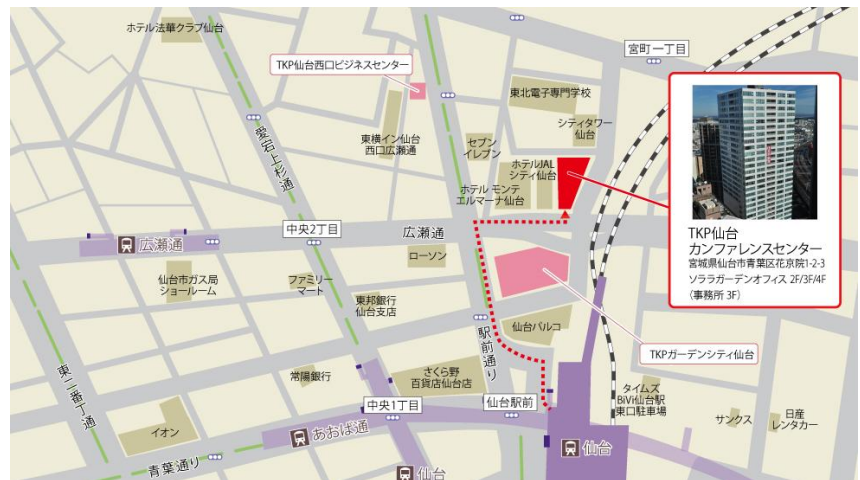 ホテル法華クラブ仙台
宮町一丁目
TKP仙台西口ビジネスセンター
東北電子専門学校
愛宕上杉通
東横イン仙台
西口広瀬通
シティタワー
仙台
セブン
イレブン
ホテルJAL
シティ仙台
ホテル モンテ
エルマーナ仙台
TKP仙台
カンファレンスセンター
宮城県仙台市青葉区花京院1-2-3
ソララガーデンオフィス 2F/3F/4F
（事務所 3F）
中央2丁目
広瀬通
広瀬通
ローソン
仙台市ガス局
ショールーム
ファミリー
マート
東邦銀行
仙台支店
仙台パルコ
駅前通り
TKPガーデンシティ仙台
東二番丁通
常陽銀行
さくら野
百貨店仙台店
タイムズ
BiVi仙台駅
東口駐車場
中央1丁目
仙台駅前
サンクス
日産
レンタカー
イオン
あおば通
仙台
青葉通り
仙台